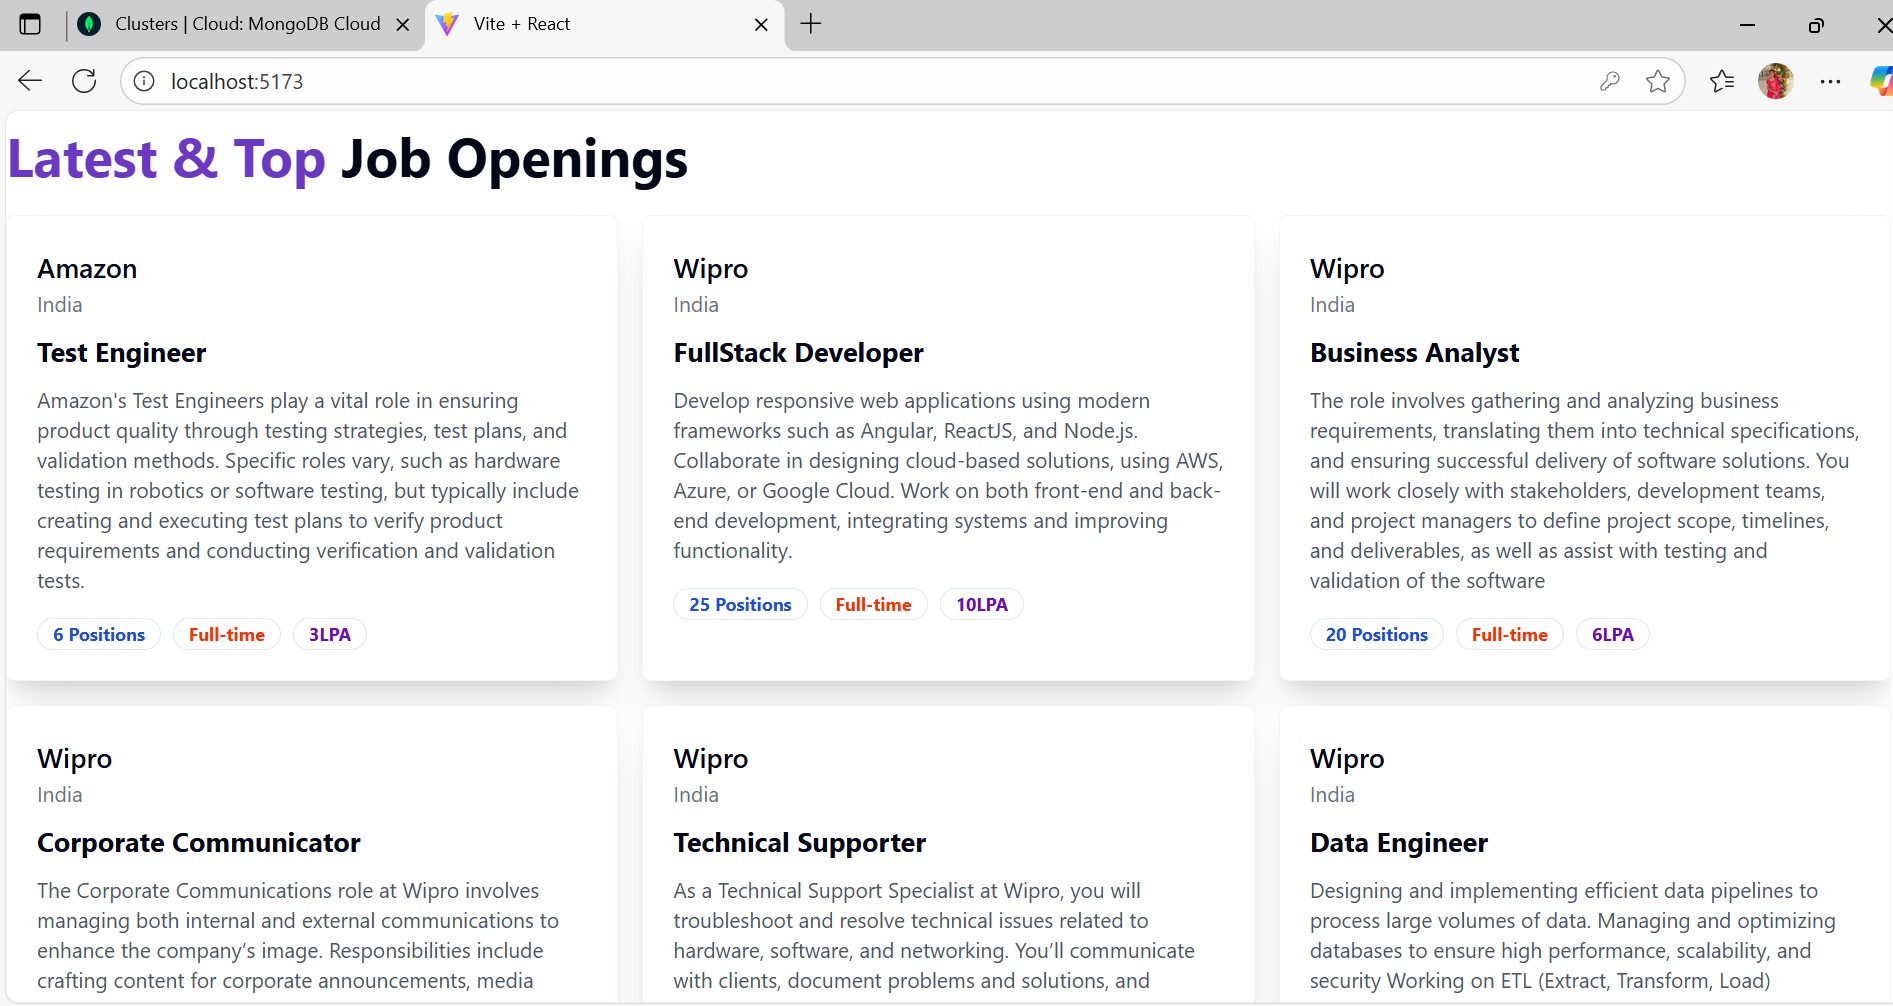 Clusters | Cloud: MongoDB Cloud
Vite + React
localhost:5173
Latest & Top Job Openings
Amazon
India
Test Engineer
Amazon's Test Engineers play a vital role in ensuring
product quality through testing strategies, test plans, and
validation methods. Specific roles vary, such as hardware
testing in robotics or software testing, but typically include
creating and executing test plans to verify product
requirements and conducting verification and validation
tests.
6 Positions Full-time 3LPA
Wipro
India
FullStack Developer
Develop responsive web applications using modern
frameworks such as Angular, ReactJS, and Node.js.
Collaborate in designing cloud-based solutions, using AWS,
Azure, or Google Cloud. Work on both front-end and back-
end development, integrating systems and improving
functionality.
25 Positions Full-time 10LPA
Wipro
India
Business Analyst
The role involves gathering and analyzing business
requirements, translating them into technical specifications,
and ensuring successful delivery of software solutions. You
will work closely with stakeholders, development teams,
and project managers to define project scope, timelines,
and deliverables, as well as assist with testing and
validation of the software
20 Positions Full-time 6LPA
Wipro
India
Corporate Communicator
The Corporate Communications role at Wipro involves
managing both internal and external communications to
enhance the company’s image. Responsibilities include
crafting content for corporate announcements, media
Wipro
India
Technical Supporter
As a Technical Support Specialist at Wipro, you will
troubleshoot and resolve technical issues related to
hardware, software, and networking. You’ll communicate
with clients, document problems and solutions, and
Wipro
India
Data Engineer
Designing and implementing efficient data pipelines to
process large volumes of data. Managing and optimizing
databases to ensure high performance, scalability, and
security Working on ETL (Extract, Transform, Load)